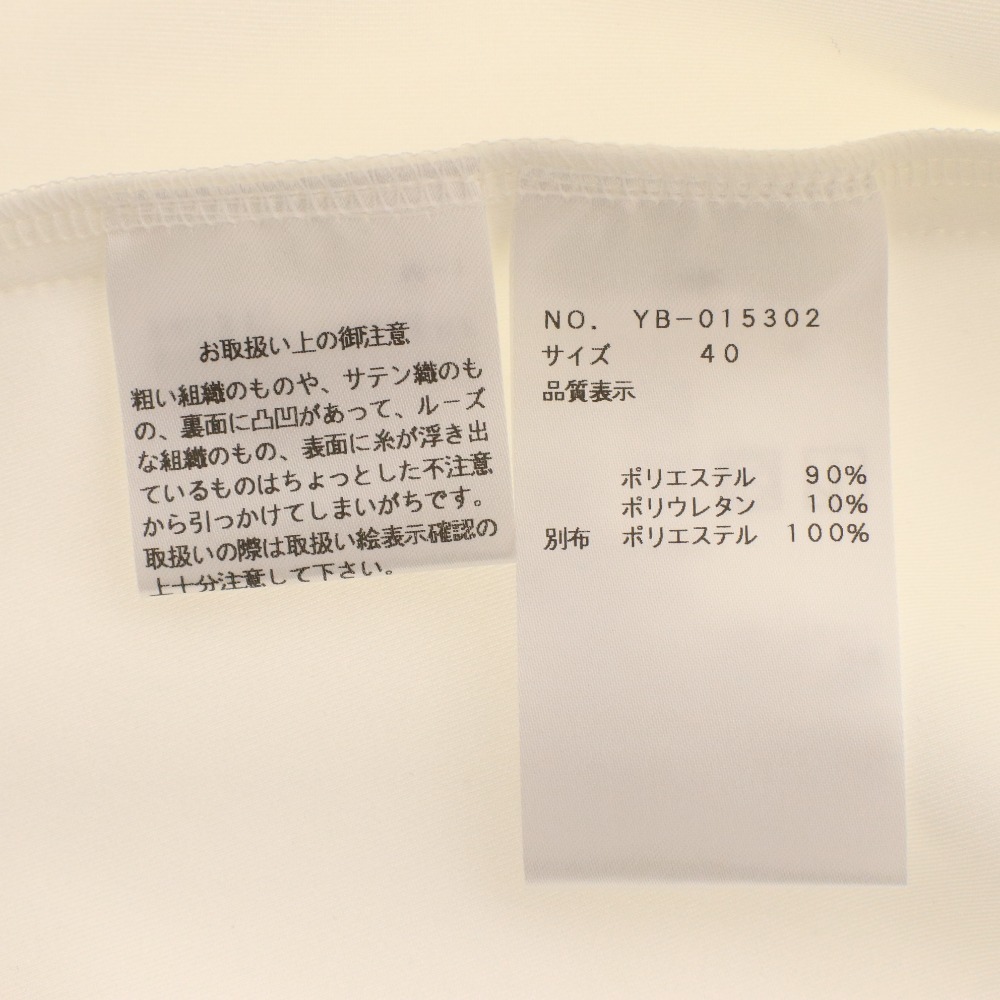 お取扱い上の御注意
粗い組織のものや、サテン織のも
の、裏面に凸凹があって、ルーズ
な組織のもの、表面に糸が浮き出
ているものはちょっとした不注意
から引っかけてしまいがちです。
取扱いの際は取扱い絵表示確認の
上十分注意して下さい。
NO. YB-015302
サイズ 40
品質表示
ポリエステル 90%
ポリウレタン 10%
別布 ポリエステル 100%